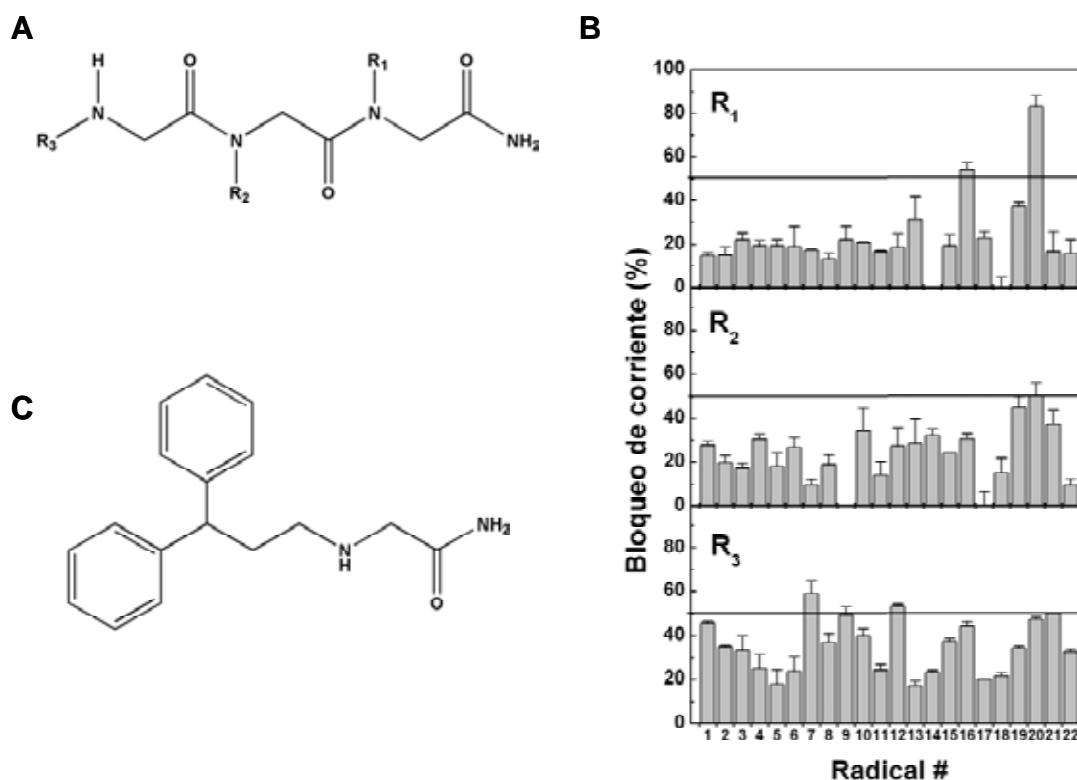 A
H
O
R1
O
N
N
NH2
R3
N
R2
O
B
Bloqueo de corriente (%)
100
80
60
40
20
0
R1
80
60
40
20
0
R2
80
60
40
20
0
R3
1 2 3 4 5 6 7 8 9 10 11 12 13 14 15 16 17 18 19 20 21 22
Radical #
C
N
H
NH2
O